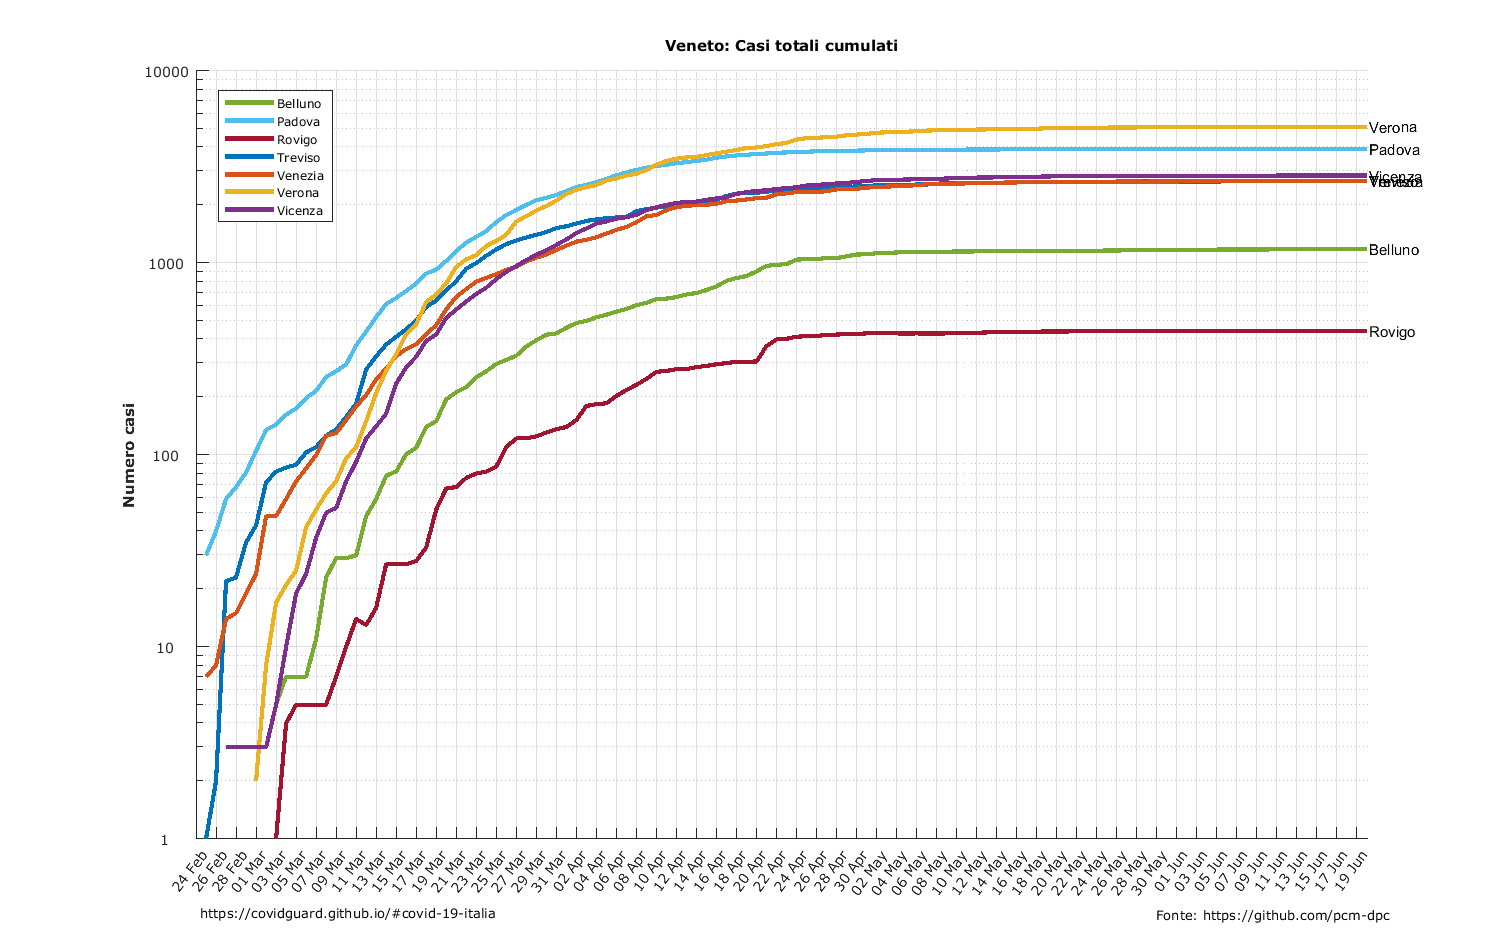 Veneto: Casi totali cumulati
Numero casi
10000
1000
100
10
1
Belluno
Padova
Rovigo
Treviso
Venezia
Verona
Vicenza
Verona
Padova
Vicenza
Belluno
Rovigo
24 Feb
26 Feb
28 Feb
01 Mar
03 Mar
05 Mar
07 Mar
09 Mar
11 Mar
13 Mar
15 Mar
17 Mar
19 Mar
21 Mar
23 Mar
25 Mar
27 Mar
29 Mar
31 Mar
02 Apr
04 Apr
06 Apr
08 Apr
10 Apr
12 Apr
14 Apr
16 Apr
18 Apr
20 Apr
22 Apr
24 Apr
26 Apr
28 Apr
30 Apr
02 May
04 May
06 May
08 May
10 May
12 May
14 May
16 May
18 May
20 May
22 May
24 May
26 May
28 May
30 May
01 Jun
03 Jun
05 Jun
07 Jun
09 Jun
11 Jun
13 Jun
15 Jun
17 Jun
19 Jun
https://covidguard.github.io/#covid-19-italia
Fonte: https://github.com/pcm-dpc